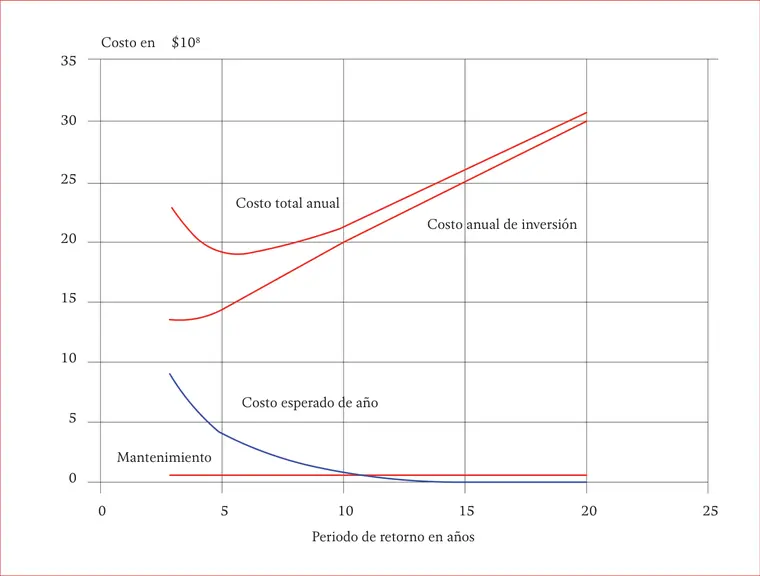 Costo en $10⁸
35
30
25
20
15
10
5
0
Costo total anual
Costo anual de inversión
Costo esperado de año
Mantenimiento
0 5 10 15 20 25
Periodo de retorno en años